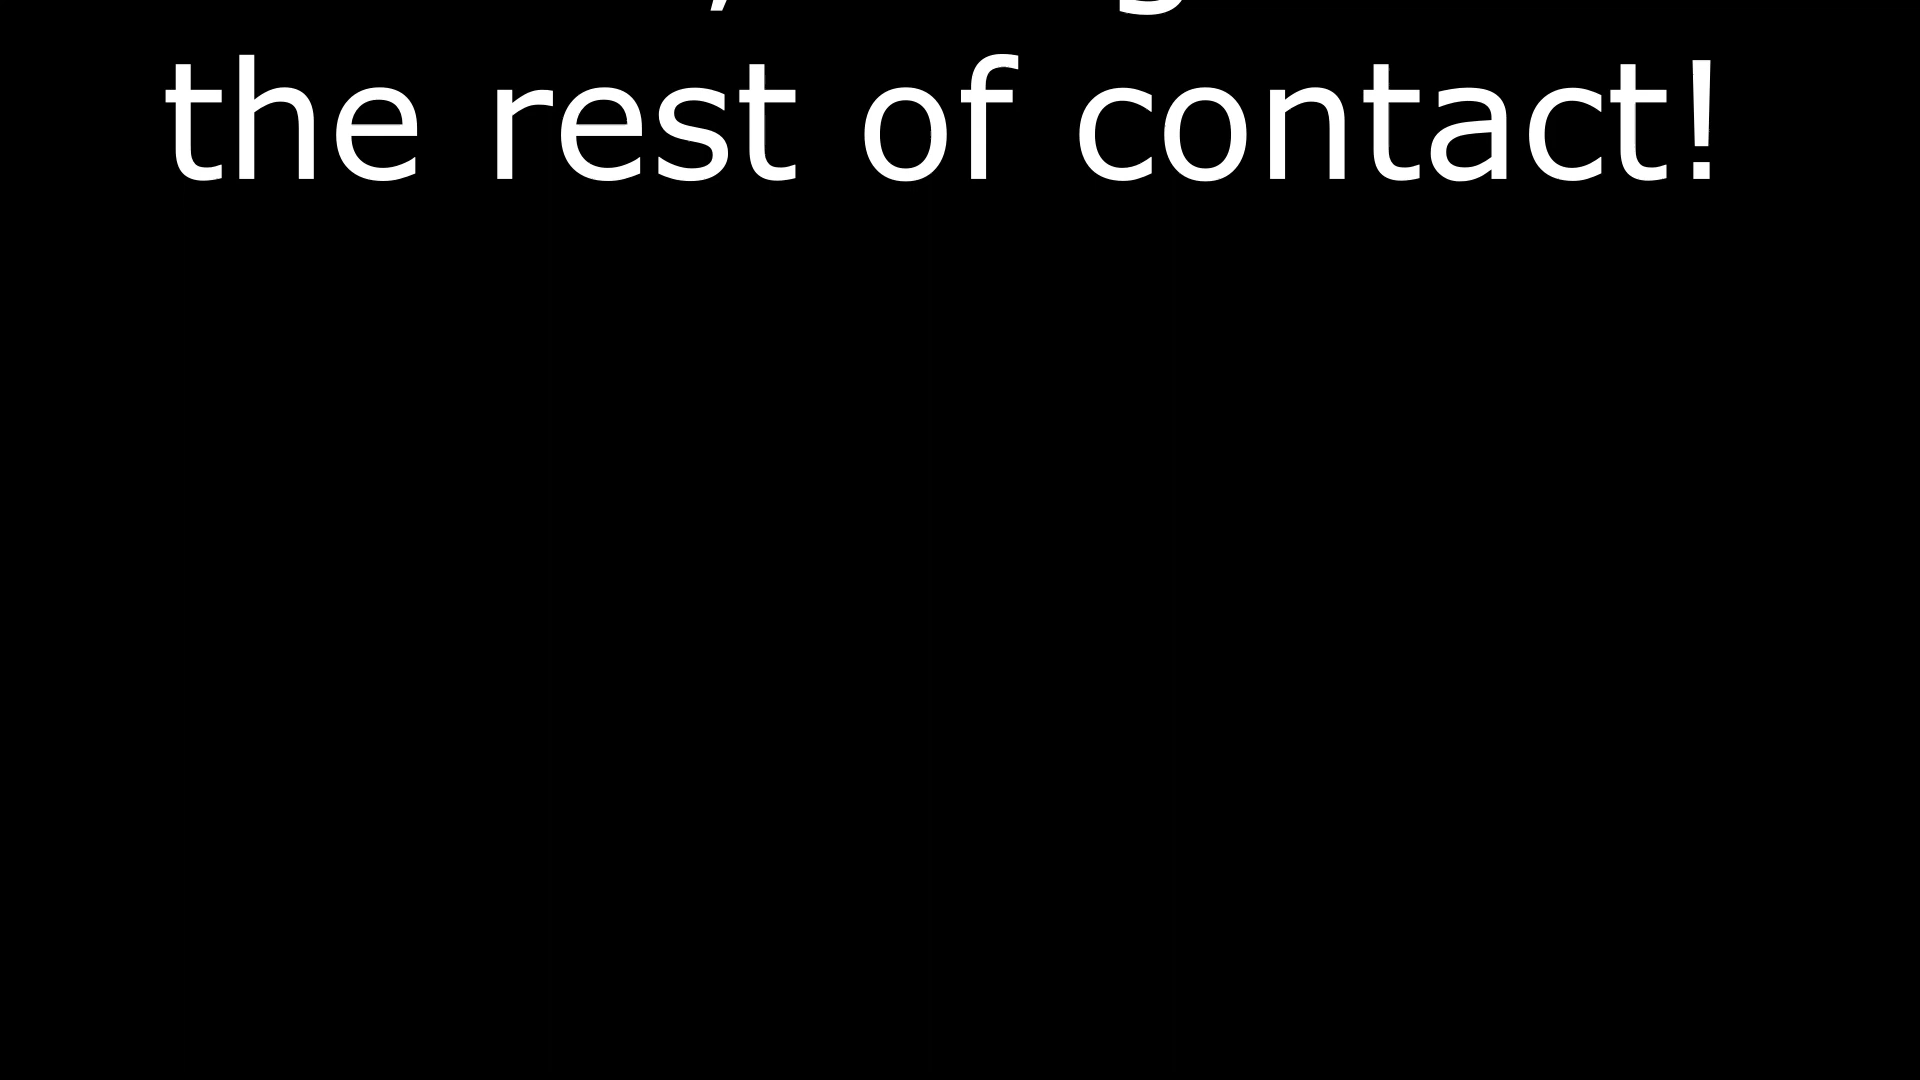 the rest of contact!